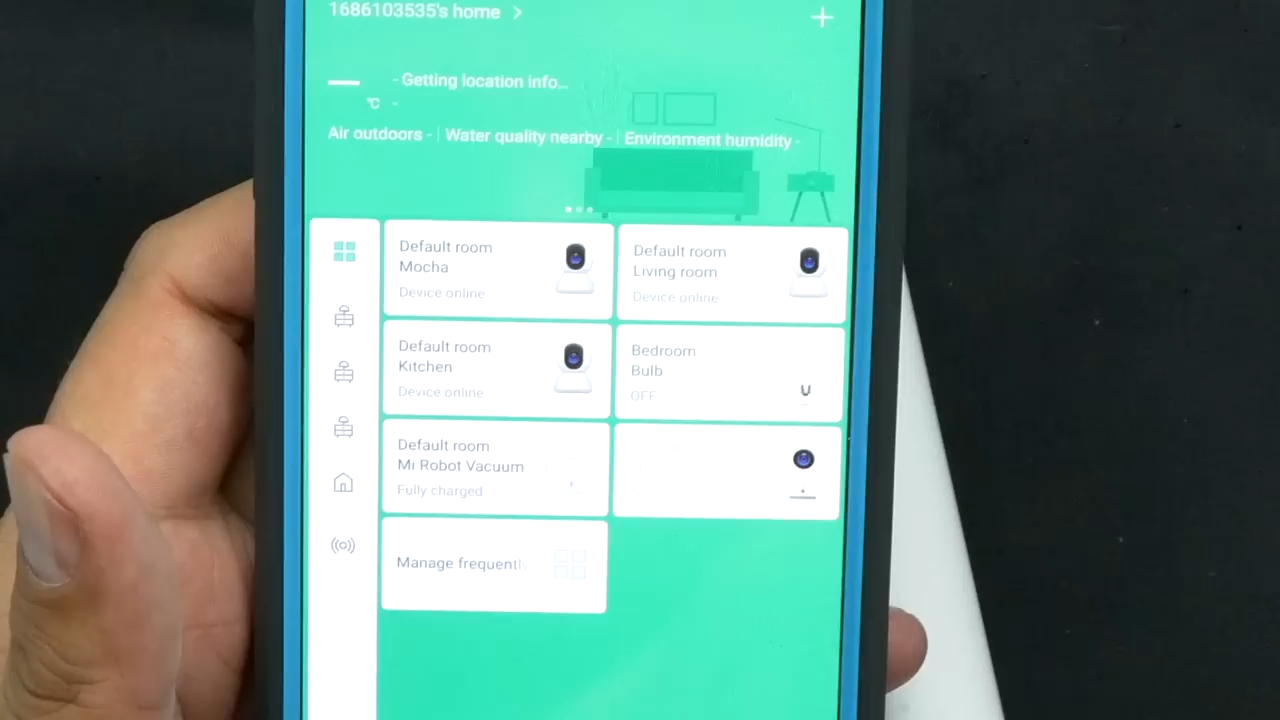 1686103535's home
- Getting location info...
℃ -
Air outdoors - Water quality nearby - Environment humidity -
Default room
Mocha
Device online
Default room
Living room
Device online
Default room
Kitchen
Device online
Bedroom
Bulb
OFF
Default room
Mi Robot Vacuum
Fully charged
Manage frequentl